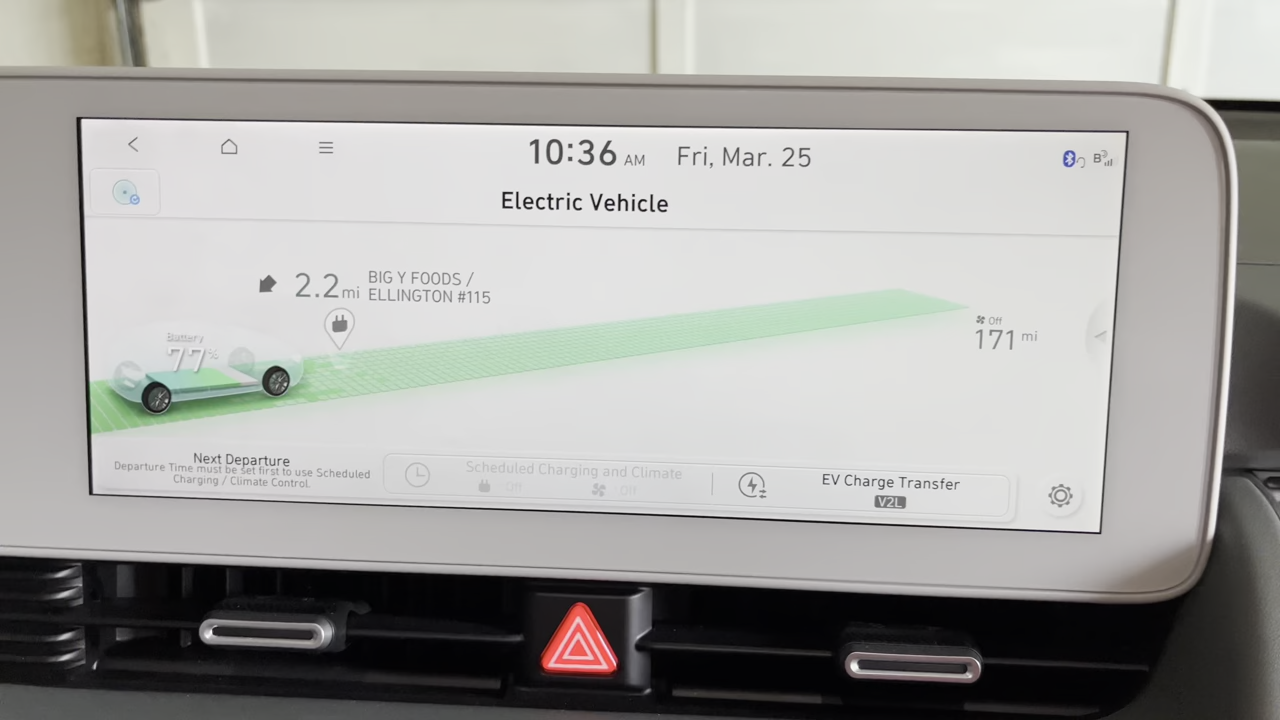 10:36 AM Fri, Mar. 25
Electric Vehicle
2.2mi BIG Y FOODS /
ELLINGTON #115
Battery
77%
Off
171 mi
Next Departure
Departure Time must be set first to use Scheduled
Charging / Climate Control.
Scheduled Charging and Climate
Off Off
EV Charge Transfer
V2L